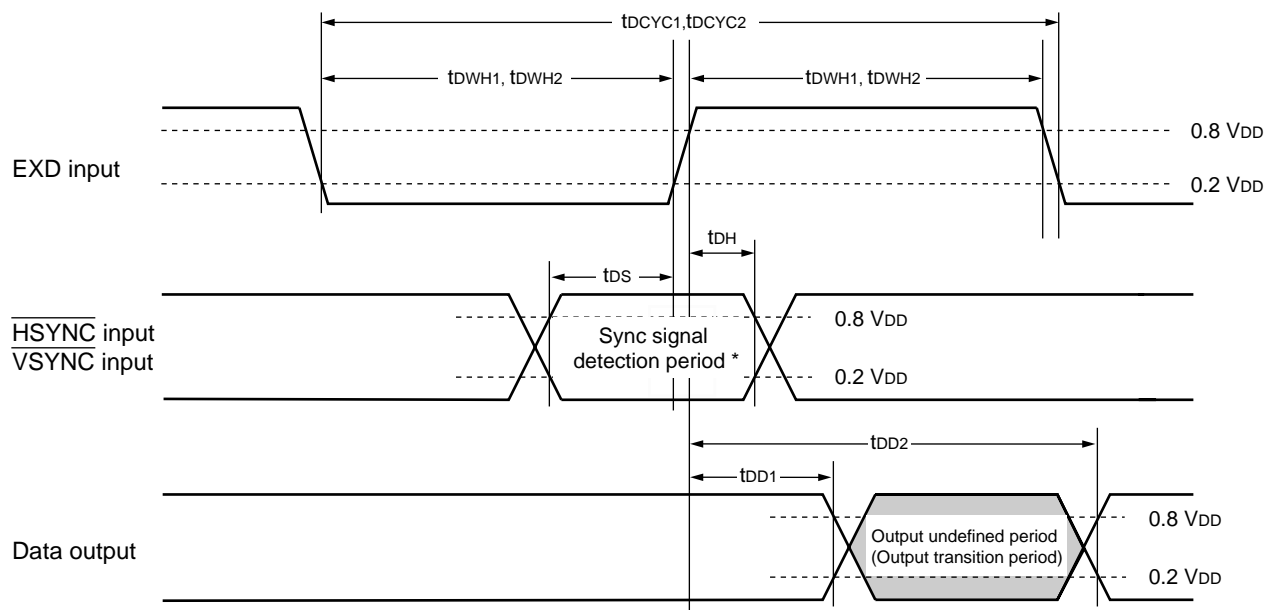 tDCYC1,tDCYC2
tDWH1, tDWH2
tDWH1, tDWH2
0.8 VDD
EXD input
0.2 VDD
tDH
tDS
HSYNC input
VSYNC input
0.8 VDD
Sync signal
detection period *
0.2 VDD
tDD2
tDD1
0.8 VDD
Output undefined period
(Output transition period)
Data output
0.2 VDD